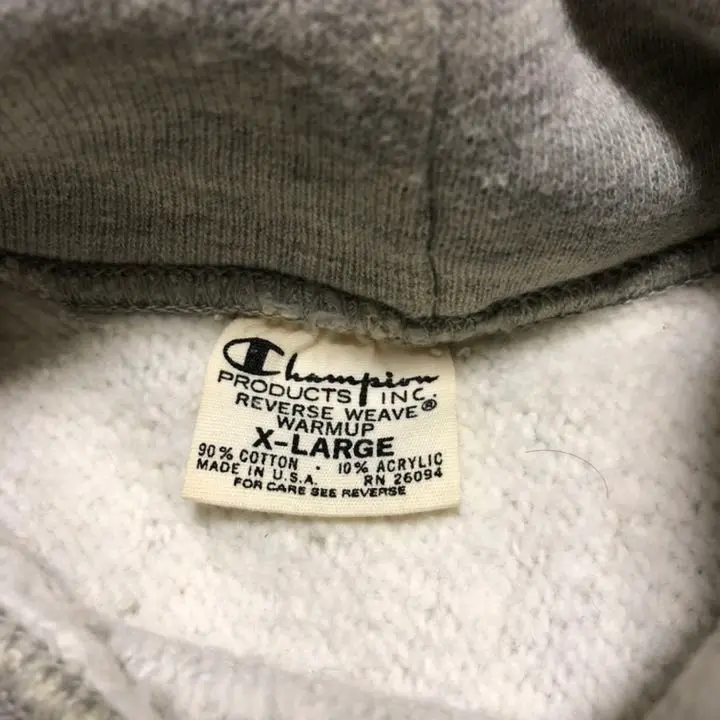 Champion
PRODUCTS INC.
REVERSE WEAVE®
WARMUP
X-LARGE
90% COTTON · 10% ACRYLIC
MADE IN U.S.A. RN 26094
FOR CARE SEE REVERSE